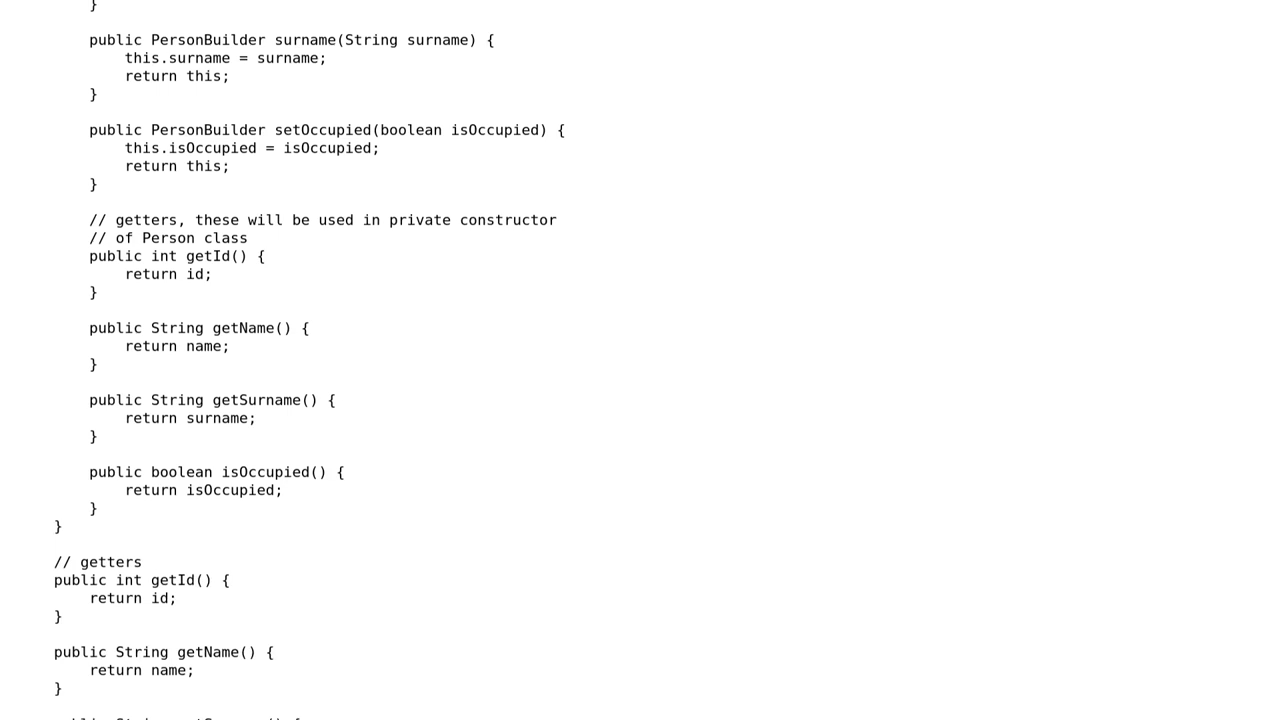 }

    public PersonBuilder surname(String surname) {
        this.surname = surname;
        return this;
    }

    public PersonBuilder setOccupied(boolean isOccupied) {
        this.isOccupied = isOccupied;
        return this;
    }

    // getters, these will be used in private constructor
    // of Person class
    public int getId() {
        return id;
    }

    public String getName() {
        return name;
    }

    public String getSurname() {
        return surname;
    }

    public boolean isOccupied() {
        return isOccupied;
    }
}

// getters
public int getId() {
    return id;
}

public String getName() {
    return name;
}